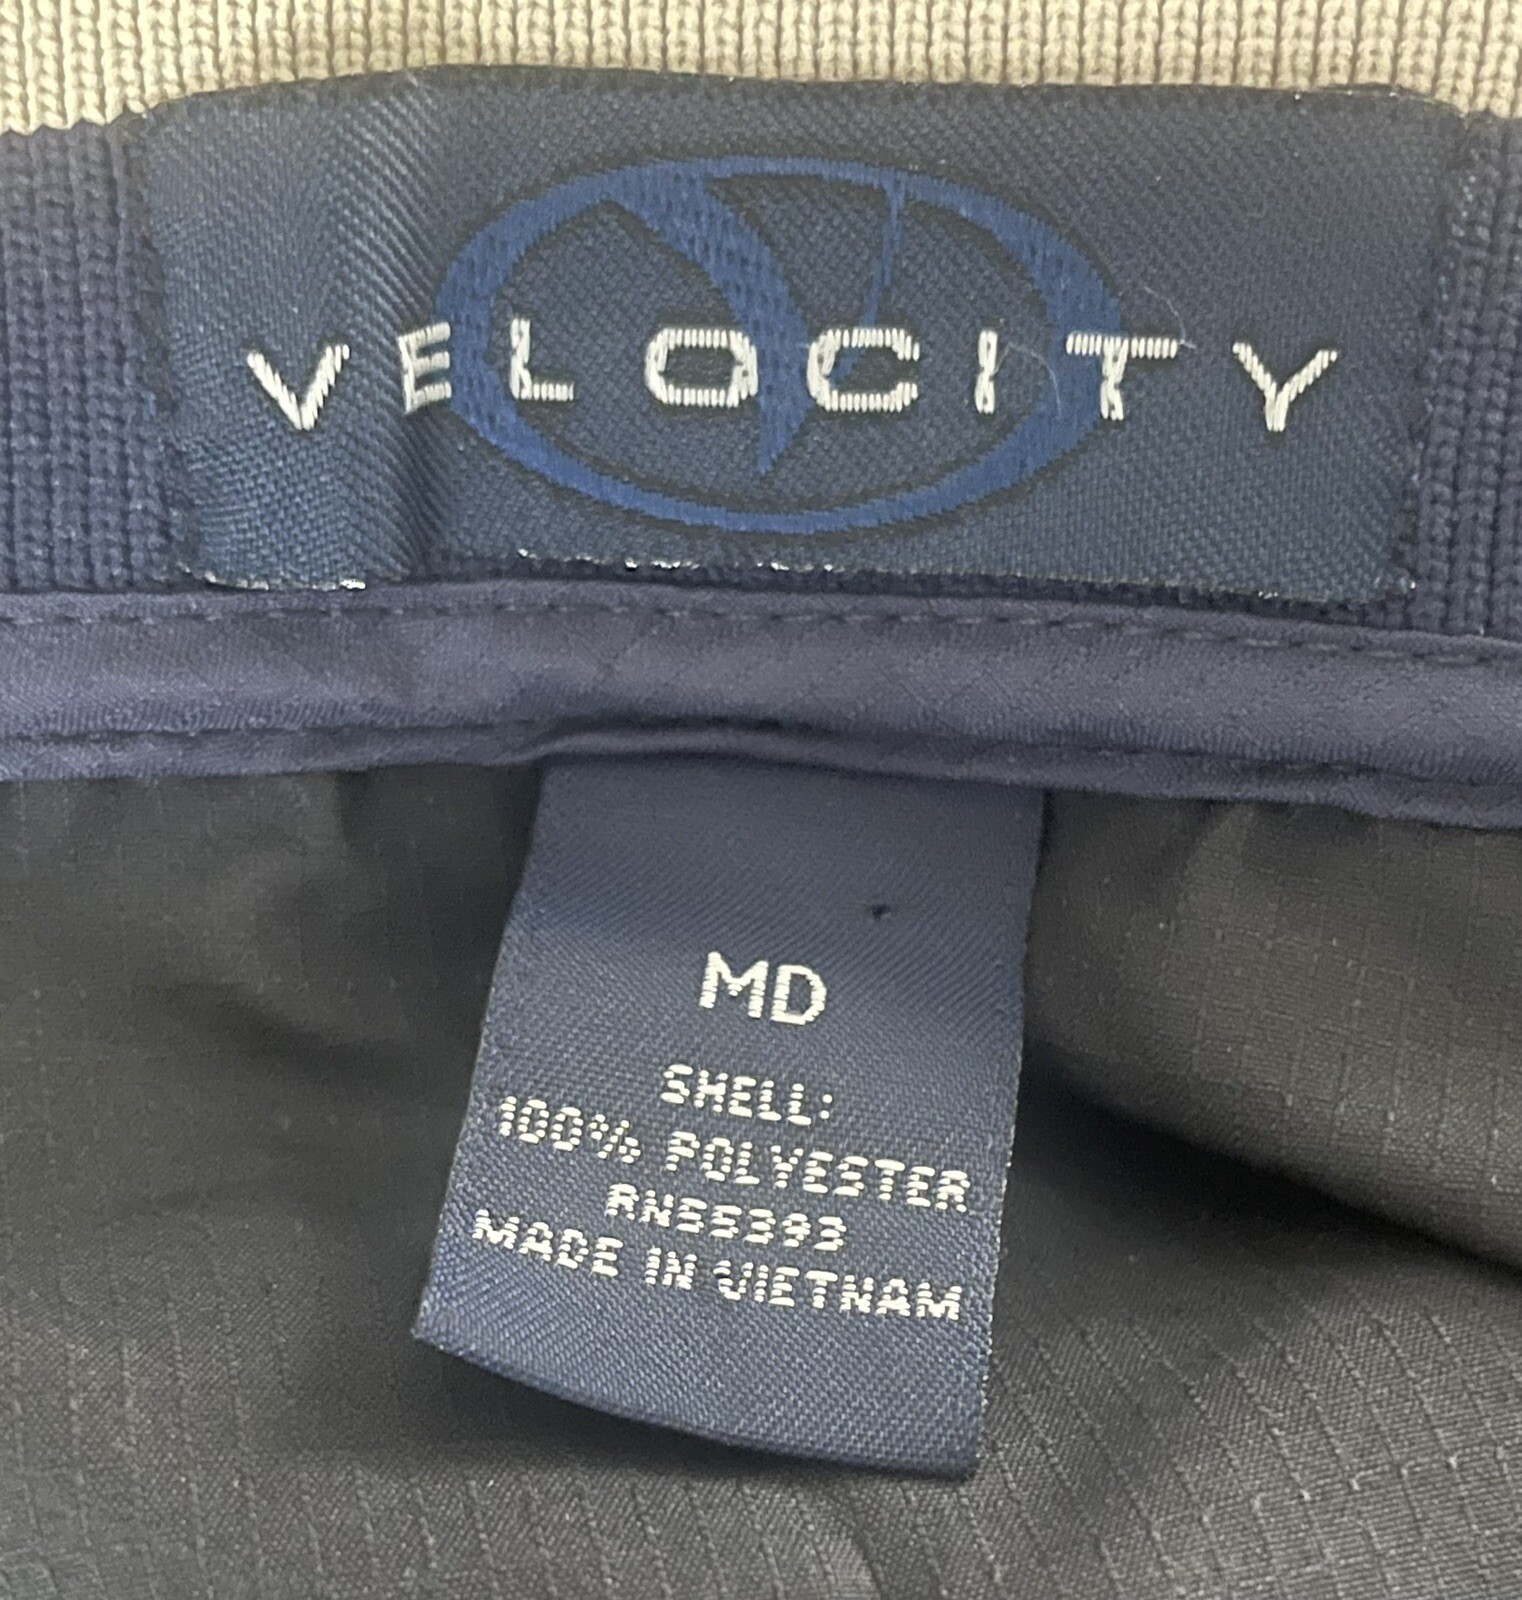 VELOCITY
MD
SHELL:
100% POLYESTER
RN55393
MADE IN VIETNAM